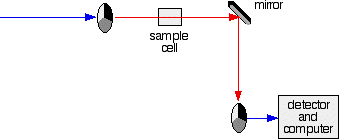 mirror
sample
cell
detector
and
computer